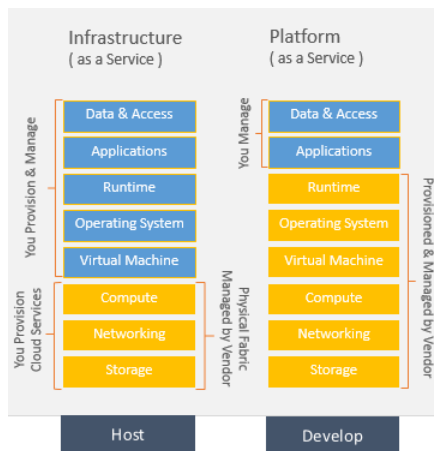 Infrastructure
( as a Service )
You Provision & Manage
Data & Access
Applications
Runtime
Operating System
Virtual Machine
You Provision
Cloud Services
Compute
Networking
Storage
Physical Fabric
Managed by Vendor
Host
Platform
( as a Service )
You Manage
Data & Access
Applications
Runtime
Operating System
Virtual Machine
Compute
Networking
Storage
Provisioned & Managed by Vendor
Develop